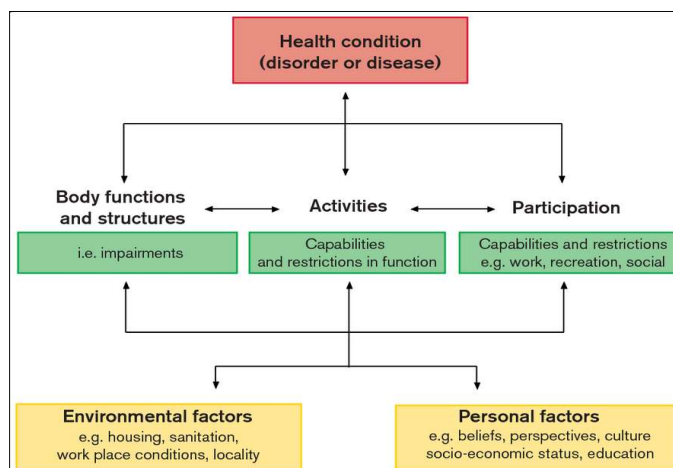 Health condition
(disorder or disease)
Body functions
and structures
Activities
Participation
i.e. impairments
Capabilities
and restrictions in function
Capabilities and restrictions
e.g. work, recreation, social
Environmental factors
e.g. housing, sanitation,
work place conditions, locality
Personal factors
e.g. beliefs, perspectives, culture
socio-economic status, education